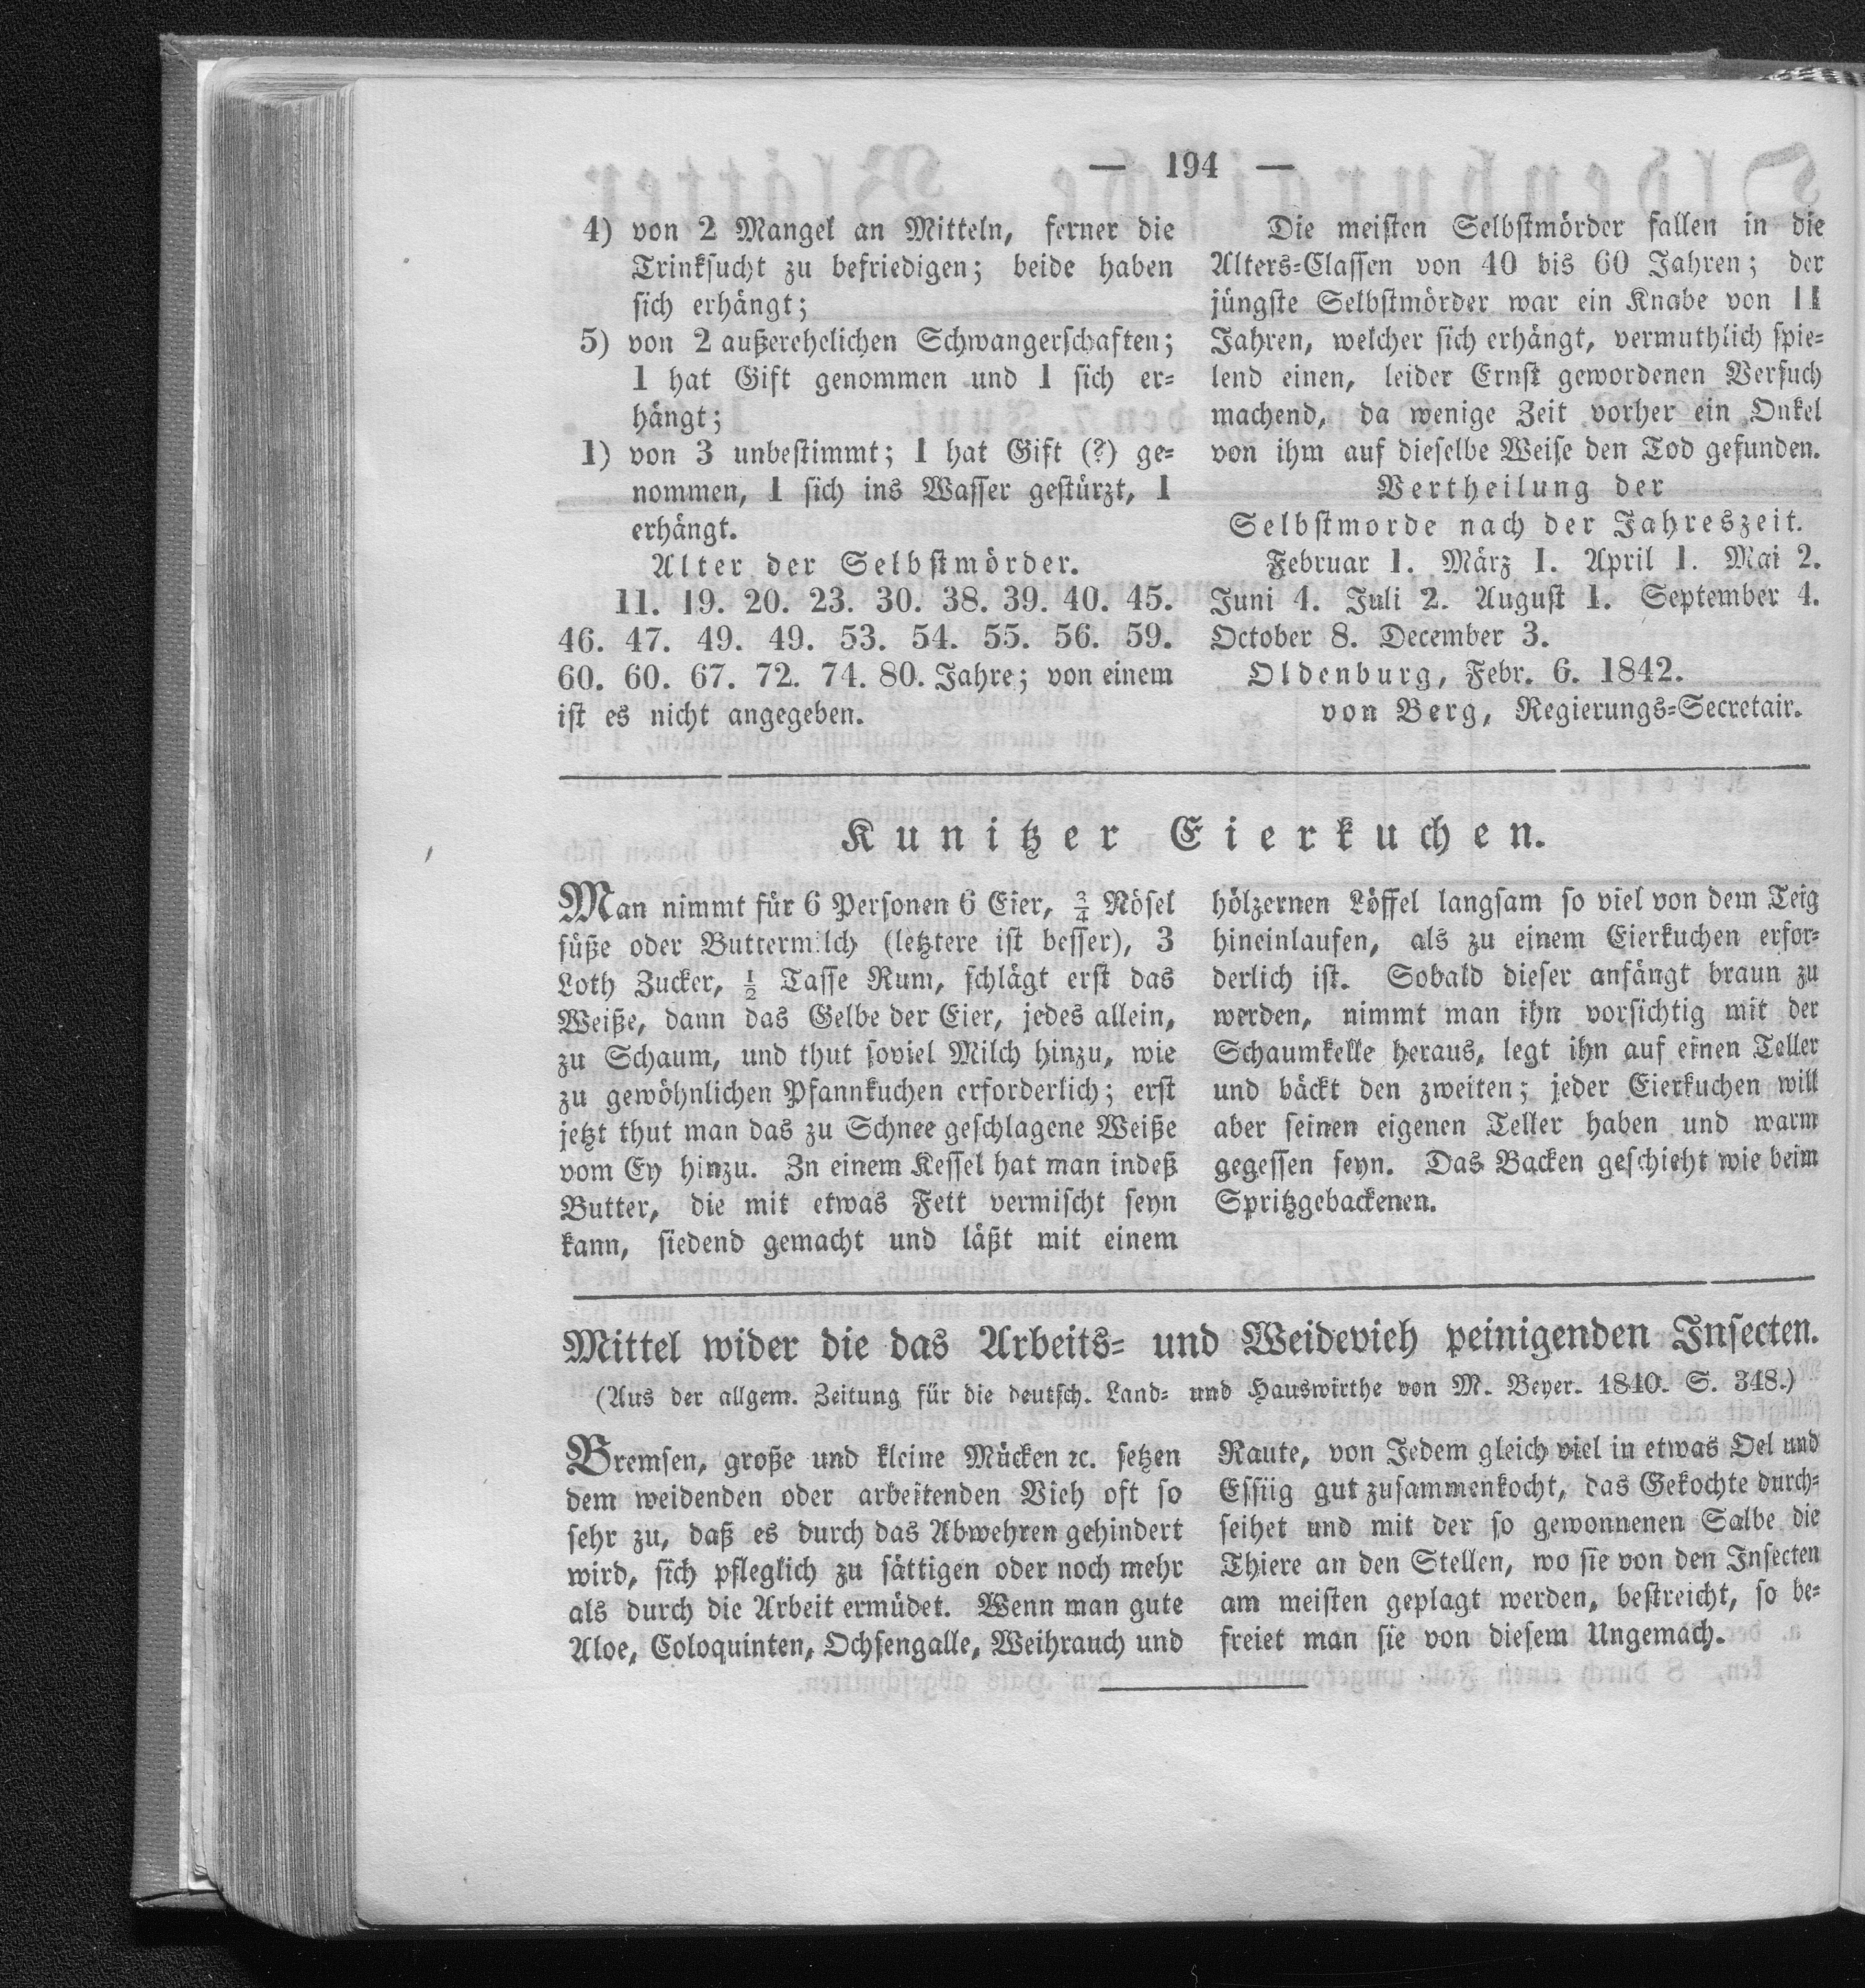 — 194 —
4) von 2 Mangel an Mitteln, ferner die
Trinksucht zu befriedigen; beide haben
sich erhängt;
5) von 2 außerehelichen Schwangerschaften;
1 hat Gift genommen und 1 sich er-
hängt;
1) von 3 unbestimmt; 1 hat Gift (?) ge-
nommen, 1 sich ins Wasser gestürzt, 1
erhängt.
Alter der Selbstmörder.
11. 19. 20. 23. 30. 38. 39. 40. 45.
46. 47. 49. 49. 53. 54. 55. 56. 59.
60. 60. 67. 72. 74. 80. Jahre; von einem
ist es nicht angegeben.
Die meisten Selbstmörder fallen in die
Alters-Classen von 40 bis 60 Jahren; der
jüngste Selbstmörder war ein Knabe von 11
Jahren, welcher sich erhängt, vermuthlich spie-
lend einen, leider Ernst gewordenen Versuch
machend, da wenige Zeit vorher ein Onkel
von ihm auf dieselbe Weise den Tod gefunden.
Vertheilung der
Selbstmorde nach der Jahreszeit.
Februar 1. März 1. April 1. Mai 2.
Juni 4. Juli 2. August 1. September 4.
October 8. December 3.
Oldenburg, Febr. 6. 1842.
von Berg, Regierungs-Secretair.
Kunitzer Eierkuchen.
Man nimmt für 6 Personen 6 Eier, 3/4 Nösel
süße oder Buttermilch (letztere ist besser), 3
Loth Zucker, 1/2 Tasse Rum, schlägt erst das
Weiße, dann das Gelbe der Eier, jedes allein,
zu Schaum, und thut soviel Milch hinzu, wie
zu gewöhnlichen Pfannkuchen erforderlich; erst
jetzt thut man das zu Schnee geschlagene Weiße
vom Ey hinzu. Zn einem Kessel hat man indeß
Butter, die mit etwas Fett vermischt seyn
kann, siedend gemacht und läßt mit einem
hölzernen Löffel langsam so viel von dem Teig
hineinlaufen, als zu einem Eierkuchen erfor-
derlich ist. Sobald dieser anfängt braun zu
werden, nimmt man ihn vorsichtig mit der
Schaumkelle heraus, legt ihn auf einen Teller
und bäckt den zweiten; jeder Eierkuchen will
aber seinen eigenen Teller haben und warm
gegessen seyn. Das Backen geschieht wie beim
Spritzgebackenen.
Mittel wider die das Arbeits- und Weidevieh peinigenden Insecten.
(Aus der allgem. Zeitung für die deutsch. Land- und Hauswirthe von M. Beyer. 1840. S. 348.)
Bremsen, große und kleine Mücken ꝛc. setzen
dem weidenden oder arbeitenden Vieh oft so
sehr zu, daß es durch das Abwehren gehindert
wird, sich pfleglich zu sättigen oder noch mehr
als durch die Arbeit ermüdet. Wenn man gute
Aloe, Coloquinten, Ochsengalle, Weihrauch und
Raute, von Jedem gleich viel in etwas Oel und
Essiig gut zusammenkocht, das Gekochte durch-
seihet und mit der so gewonnenen Salbe die
Thiere an den Stellen, wo sie von den Insecten
am meisten geplagt werden, bestreicht, so be-
freiet man sie von diesem Ungemach.